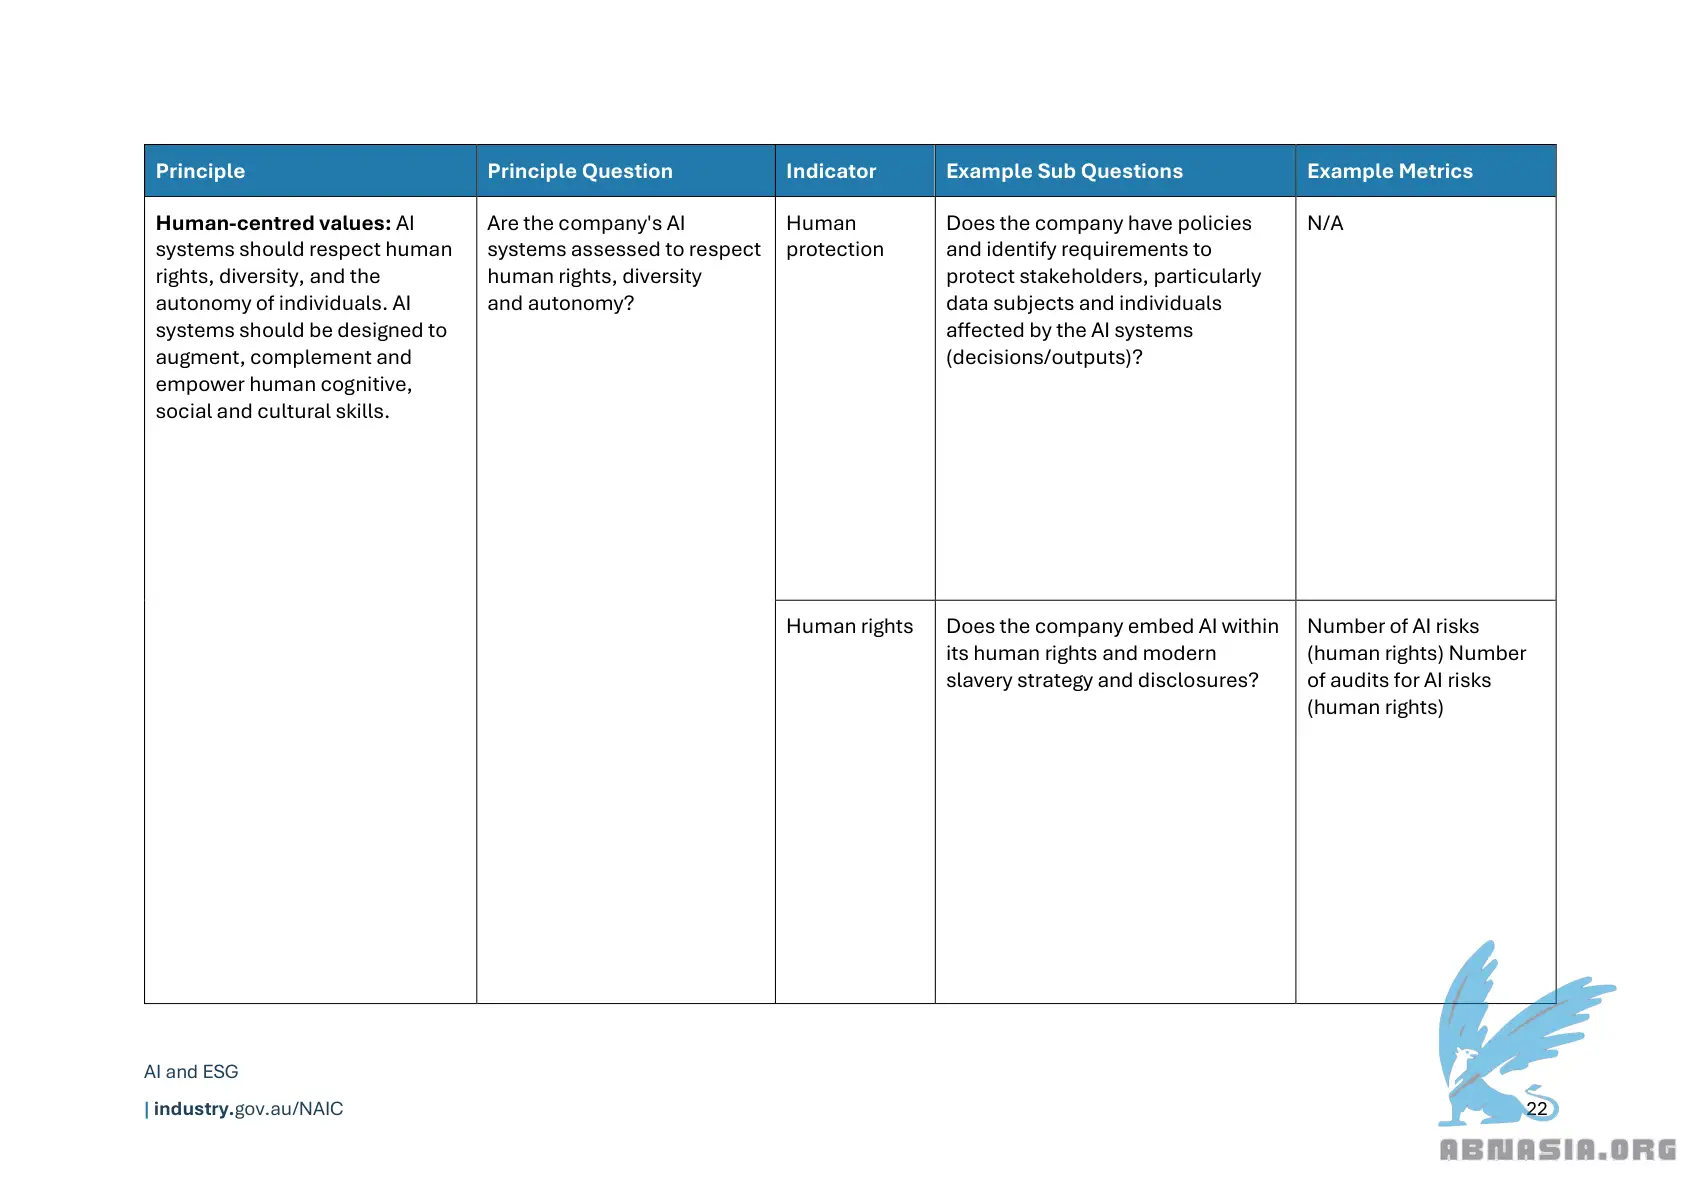 Principle
Principle Question
Indicator
Example Sub Questions
Example Metrics
Human-centred values: AI
systems should respect human
rights, diversity, and the
autonomy of individuals. AI
systems should be designed to
augment, complement and
empower human cognitive,
social and cultural skills.
Are the company's AI
systems assessed to respect
human rights, diversity
and autonomy?
Human
protection
Does the company have policies
and identify requirements to
protect stakeholders, particularly
data subjects and individuals
affected by the AI systems
(decisions/outputs)?
N/A
Human rights
Does the company embed AI within
its human rights and modern
slavery strategy and disclosures?
Number of AI risks
(human rights) Number
of audits for AI risks
(human rights)
AI and ESG
| industry.gov.au/NAIC
22
ABNASIA.ORG